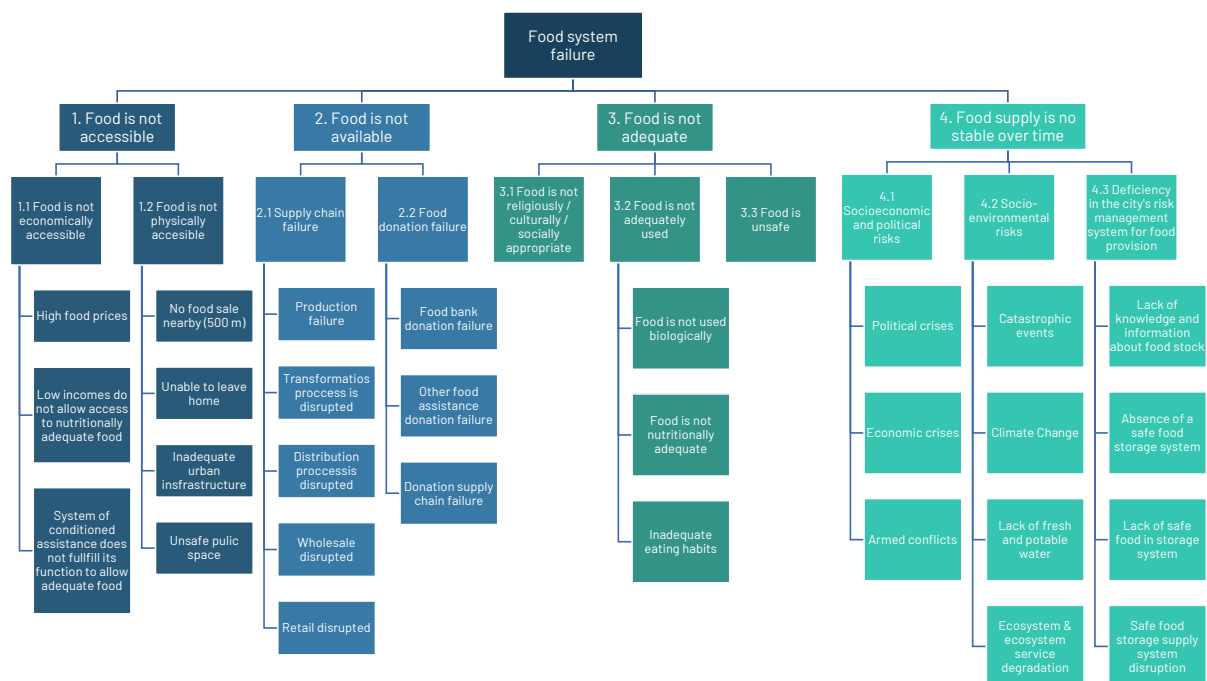 Food system
failure
1. Food is not
accessible
2. Food is not
available
3. Food is not
adequate
4. Food supply is no
stable over time
1.1 Food is not
economically
accessible
1.2 Food is not
physically
accesible
2.1 Supply chain
failure
2.2 Food
donation failure
3.1 Food is not
religiously /
culturally /
socially
appropriate
3.2 Food is not
adequately
used
3.3 Food is
unsafe
4.1
Socioeconomic
and political
risks
4.2 Socio-
environmental
risks
4.3 Deficiency
in the city's risk
management
system for food
provision
High food prices
Low incomes do
not allow access
to nutritionally
adequate food
System of
conditioned
assistance does
not fullfill its
function to allow
adequate food
No food sale
nearby (500 m)
Unable to leave
home
Inadequate
urban
insfrastructure
Unsafe pulic
space
Production
failure
Transformatios
proccess is
disrupted
Distribution
proccessis
disrupted
Wholesale
disrupted
Retail disrupted
Food bank
donation failure
Other food
assistance
donation failure
Donation supply
chain failure
Food is not used
biologically
Food is not
nutritionally
adequate
Inadequate
eating habits
Political crises
Economic crises
Armed conflicts
Catastrophic
events
Climate Change
Lack of fresh
and potable
water
Ecosystem &
ecosystem
service
degradation
Lack of
knowledge and
information
about food stock
Absence of a
safe food
storage system
Lack of safe
food in storage
system
Safe food
storage supply
system
disruption